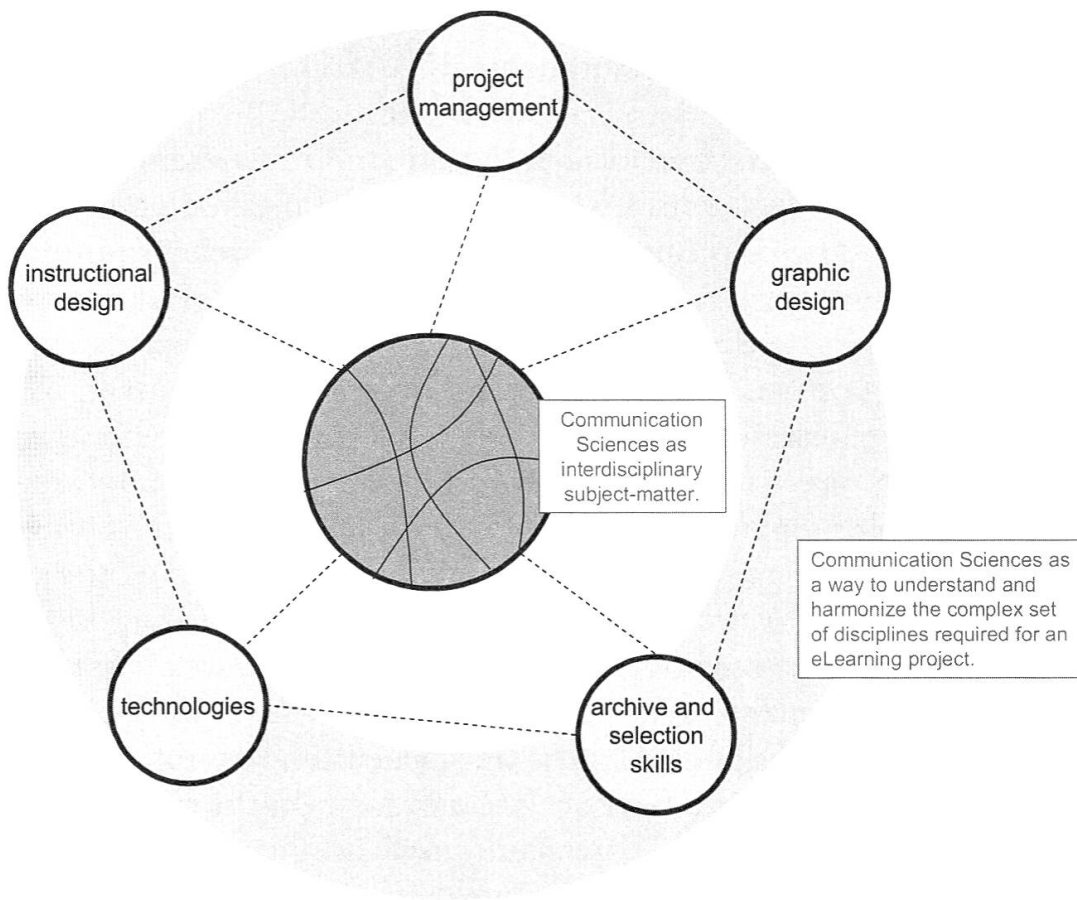 project
management
instructional
design
graphic
design
Communication
Sciences as
interdisciplinary
subject-matter.
Communication Sciences as
a way to understand and
harmonize the complex set
of disciplines required for an
eLearning project.
technologies
archive and
selection
skills